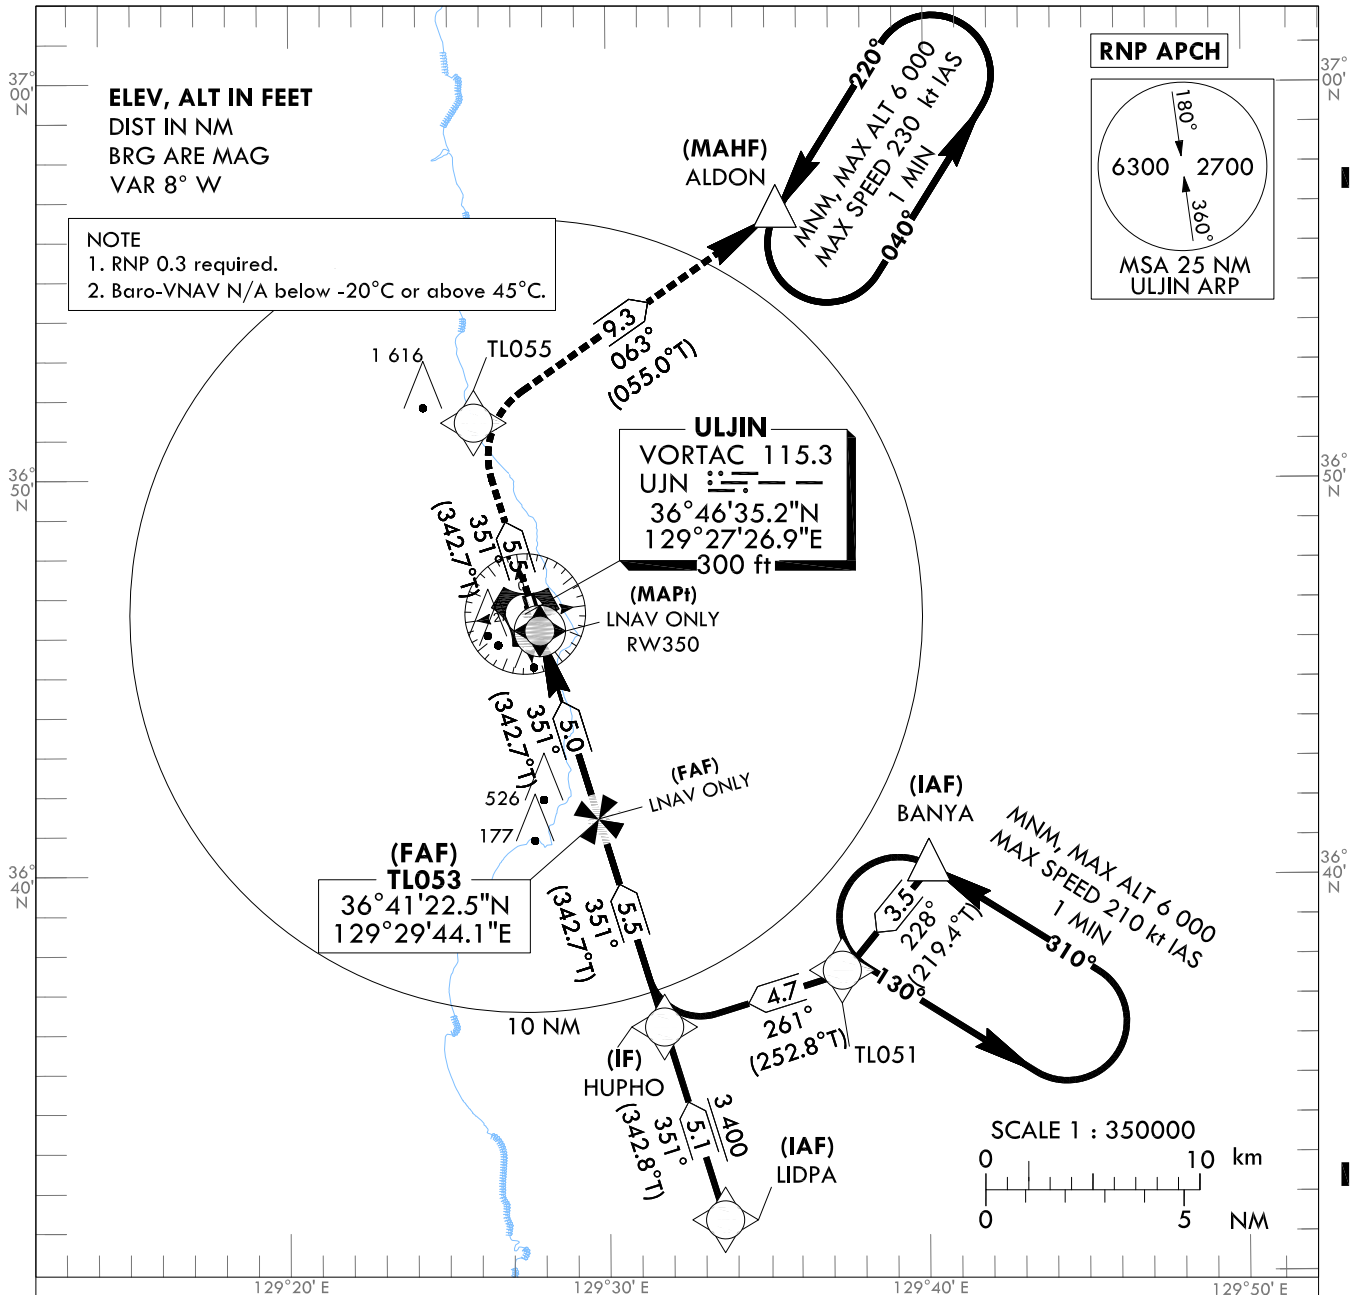 ELEV, ALT IN FEET
DIST IN NM
BRG ARE MAG
VAR 8° W
NOTE
1. RNP 0.3 required.
2. Baro-VNAV N/A below -20°C or above 45°C.
RNP APCH
180°
6300 2700
360°
MSA 25 NM
ULJIN ARP
220°
MNM, MAX ALT 6 000
MAX SPEED 230 kt IAS
1 MIN
040°
(MAHF)
ALDON
9.3
063°
(055.0°T)
1 616
TL055
ULJIN
VORTAC 115.3
UJN
36°46'35.2"N
129°27'26.9"E
300 ft
5.5
351°
(342.7°T)
(MAPt)
LNAV ONLY
RW350
5.0
351°
(342.7°T)
(FAF)
LNAV ONLY
526
177
(FAF)
TL053
36°41'22.5"N
129°29'44.1"E
5.5
351°
(342.7°T)
(IAF)
BANYA
MNM, MAX ALT 6 000
MAX SPEED 210 kt IAS
1 MIN
310°
130°
3.5
228°
(219.4°T)
4.7
261°
(252.8°T)
TL051
10 NM
(IF)
HUPHO
3 400
5.1
351°
(342.8°T)
(IAF)
LIDPA
SCALE 1 : 350000
0 10 km
0 5 NM
37°
00'
N
37°
00'
N
36°
50'
N
36°
50'
N
36°
40'
N
36°
40'
N
129°20' E
129°30' E
129°40' E
129°50' E